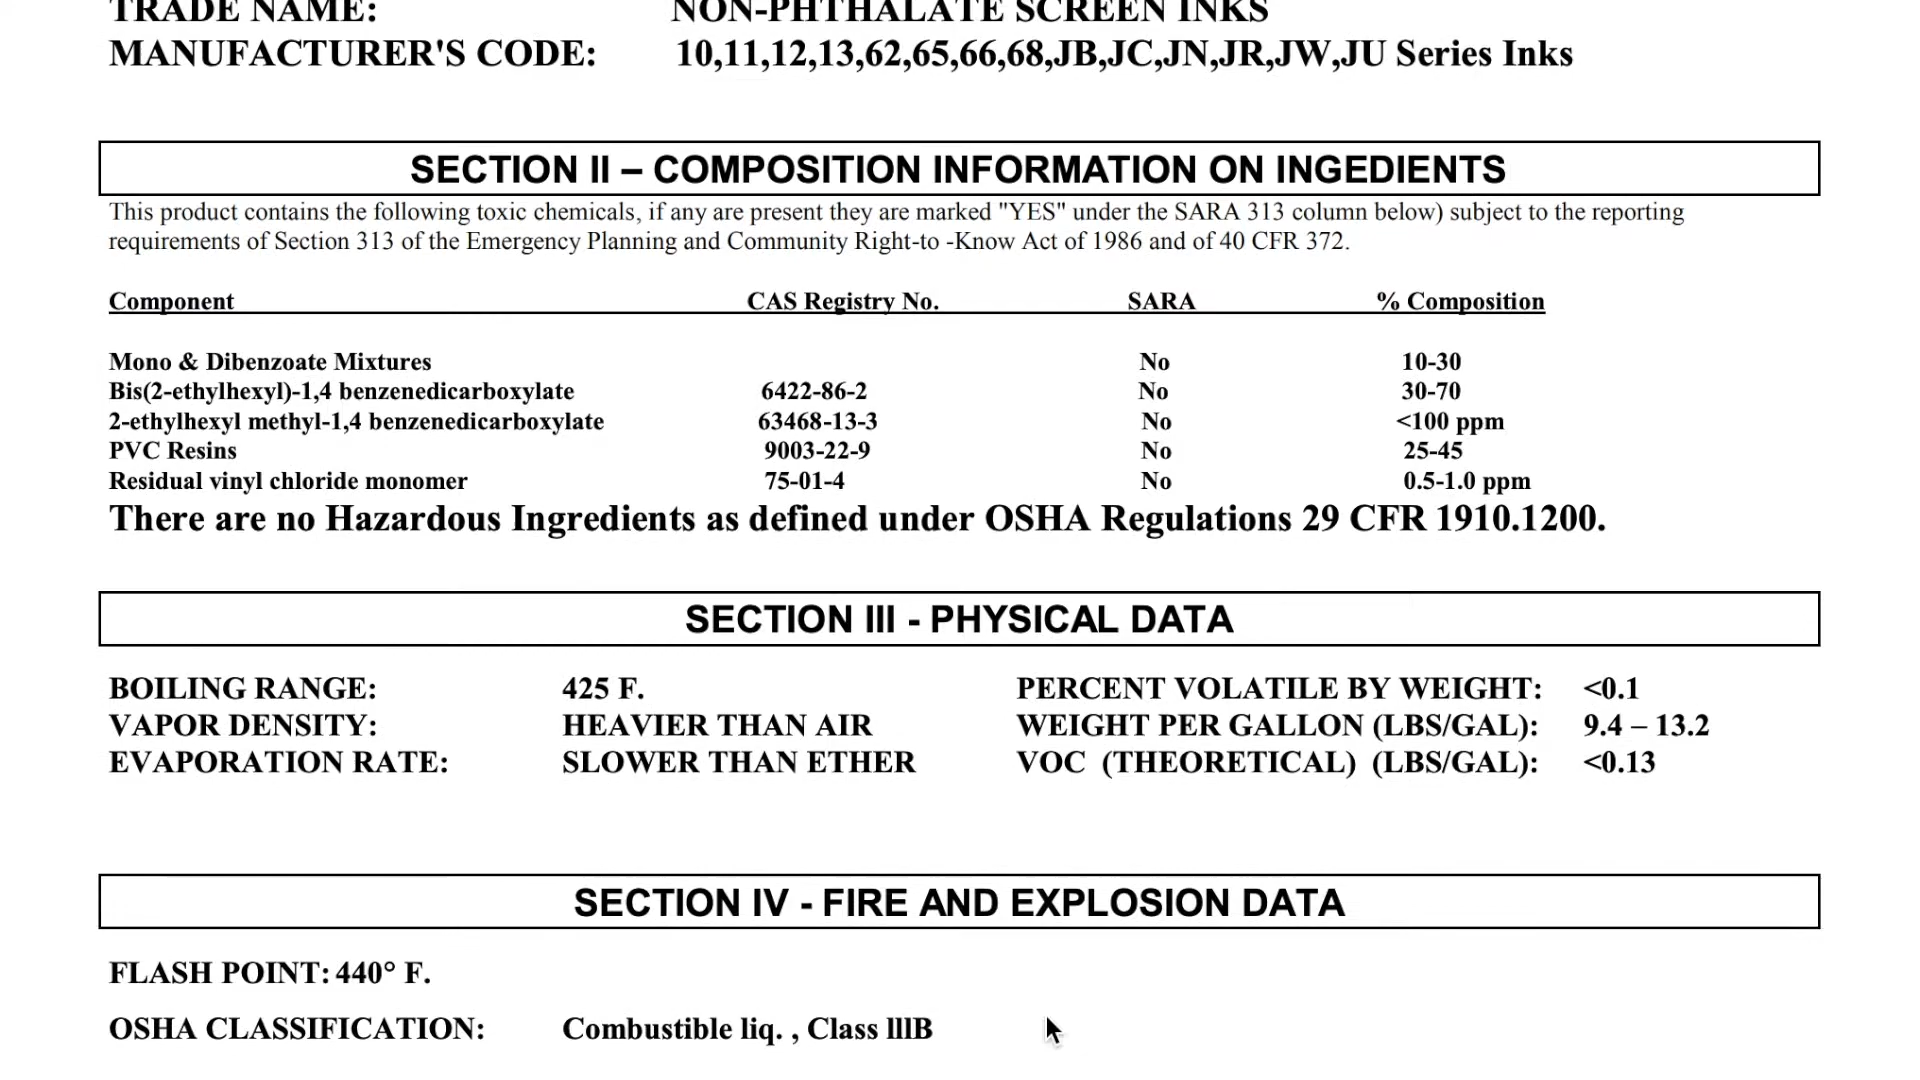 TRADE NAME: NON-PHTHALATE SCREEN INKS
MANUFACTURER'S CODE: 10,11,12,13,62,65,66,68,JB,JC,JN,JR,JW,JU Series Inks
SECTION II – COMPOSITION INFORMATION ON INGEDIENTS
This product contains the following toxic chemicals, if any are present they are marked "YES" under the SARA 313 column below) subject to the reporting
requirements of Section 313 of the Emergency Planning and Community Right-to -Know Act of 1986 and of 40 CFR 372.
Component CAS Registry No. SARA % Composition
Mono & Dibenzoate Mixtures No 10-30
Bis(2-ethylhexyl)-1,4 benzenedicarboxylate 6422-86-2 No 30-70
2-ethylhexyl methyl-1,4 benzenedicarboxylate 63468-13-3 No <100 ppm
PVC Resins 9003-22-9 No 25-45
Residual vinyl chloride monomer 75-01-4 No 0.5-1.0 ppm
There are no Hazardous Ingredients as defined under OSHA Regulations 29 CFR 1910.1200.
SECTION III - PHYSICAL DATA
BOILING RANGE: 425 F. PERCENT VOLATILE BY WEIGHT: <0.1
VAPOR DENSITY: HEAVIER THAN AIR WEIGHT PER GALLON (LBS/GAL): 9.4 – 13.2
EVAPORATION RATE: SLOWER THAN ETHER VOC (THEORETICAL) (LBS/GAL): <0.13
SECTION IV - FIRE AND EXPLOSION DATA
FLASH POINT: 440° F.
OSHA CLASSIFICATION: Combustible liq. , Class lllB